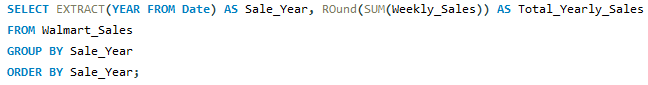 SELECT EXTRACT(YEAR FROM Date) AS Sale_Year, ROund(SUM(Weekly_Sales)) AS Total_Yearly_Sales
FROM Walmart_Sales
GROUP BY Sale_Year
ORDER BY Sale_Year;